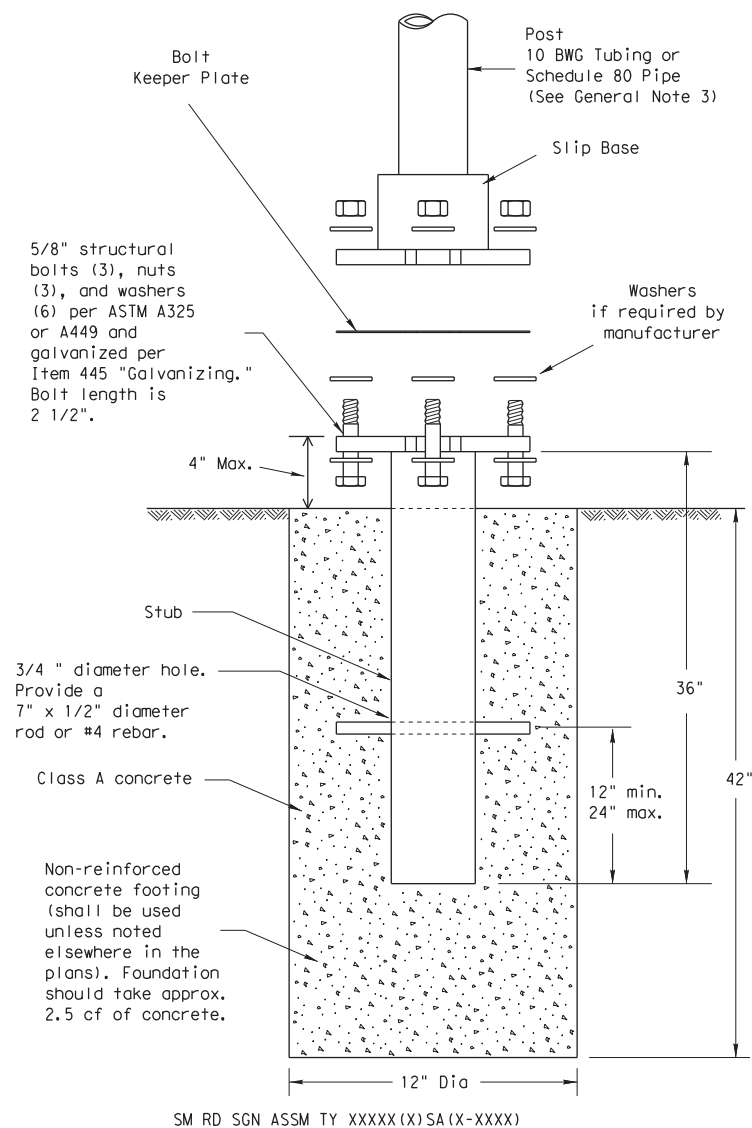 Post
10 BWG Tubing or
Schedule 80 Pipe
(See General Note 3)
Bolt
Keeper Plate
Slip Base
5/8" structural
bolts (3), nuts
(3), and washers
(6) per ASTM A325
or A449 and
galvanized per
Item 445 "Galvanizing."
Bolt length is
2 1/2".
Washers
if required by
manufacturer
4" Max.
Stub
3/4 " diameter hole.
Provide a
7" x 1/2" diameter
rod or #4 rebar.
36"
Class A concrete
12" min.
24" max.
42"
Non-reinforced
concrete footing
(shall be used
unless noted
elsewhere in the
plans). Foundation
should take approx.
2.5 cf of concrete.
12" Dia
SM RD SGN ASSM TY XXXXX(X)SA(X-XXXX)